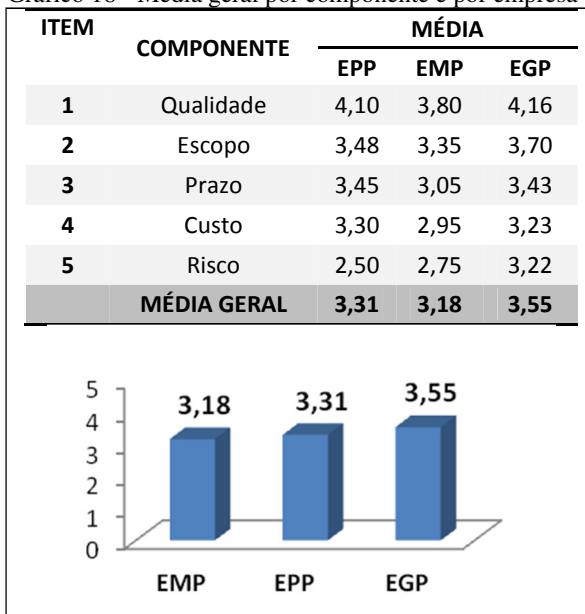 Gráfico 18 - Média geral por componente e por empresa
ITEM COMPONENTE MÉDIA
EPP EMP EGP
1 Qualidade 4,10 3,80 4,16
2 Escopo 3,48 3,35 3,70
3 Prazo 3,45 3,05 3,43
4 Custo 3,30 2,95 3,23
5 Risco 2,50 2,75 3,22
MÉDIA GERAL 3,31 3,18 3,55
5
4
3
2
1
0
3,18 3,31 3,55
EMP EPP EGP